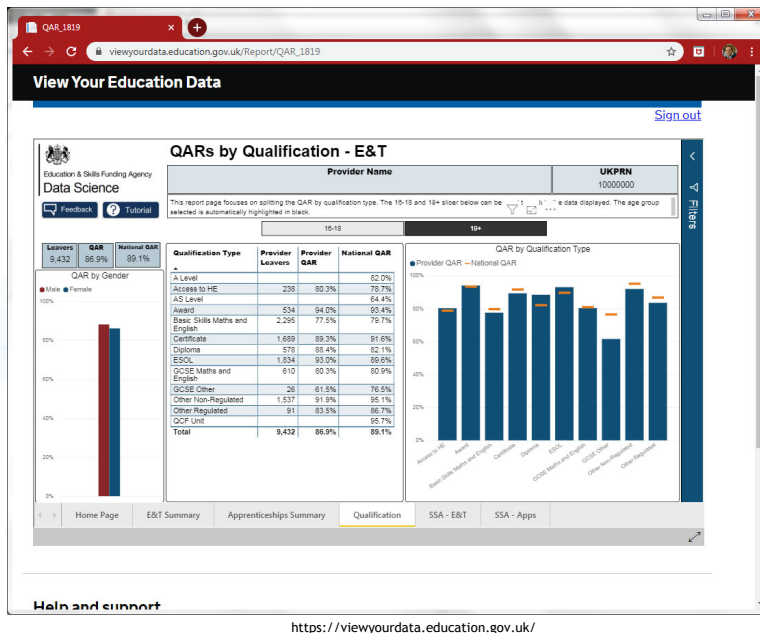 QAR_1819
viewyourdata.education.gov.uk/Report/QAR_1819
View Your Education Data
Sign out
Education & Skills Funding Agency
Data Science
Feedback
? Tutorial
QARs by Qualification - E&T
Provider Name
UKPRN
10000000
This report page focuses on splitting the QAR by qualification type. The 16-18 and 19+ slicer below can be data displayed. The age group
selected is automatically highlighted in black.
16-18
19+
Filters
Leavers QAR National QAR
9,432 86.9% 89.1%
QAR by Gender
Male Female
100%
80%
60%
40%
20%
0%
Qualification Type Provider Leavers Provider QAR National QAR
A Level 82.0%
Access to HE 238 80.3% 78.7%
AS Level 64.4%
Award 534 94.0% 93.4%
Basic Skills Maths and English 2,295 77.5% 79.7%
Certificate 1,689 89.3% 91.6%
Diploma 578 88.4% 82.1%
ESOL 1,834 93.0% 89.6%
GCSE Maths and English 610 80.3% 80.9%
GCSE Other 26 61.5% 76.5%
Other Non-Regulated 1,537 91.9% 95.1%
Other Regulated 91 83.5% 86.7%
QCF Unit 95.7%
Total 9,432 86.9% 89.1%
QAR by Qualification Type
Provider QAR National QAR
100%
80%
60%
40%
20%
0%
Access to HE
Award
Basic Skills Maths and English
Certificate
Diploma
ESOL
GCSE Maths and English
GCSE Other
Other Non-Regulated
Other Regulated
Home Page E&T Summary Apprenticeships Summary Qualification SSA - E&T SSA - Apps
Help and support
https://viewyourdata.education.gov.uk/